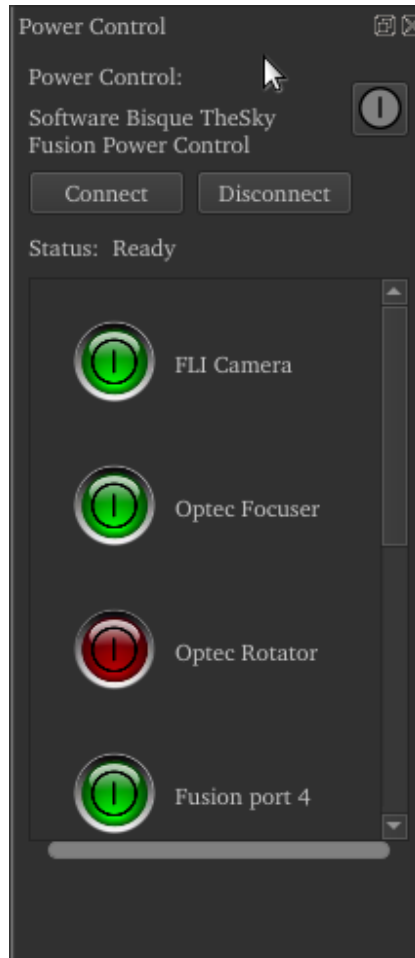 Power Control
Power Control:
Software Bisque TheSky
Fusion Power Control
Connect
Disconnect
Status: Ready
FLI Camera
Optec Focuser
Optec Rotator
Fusion port 4